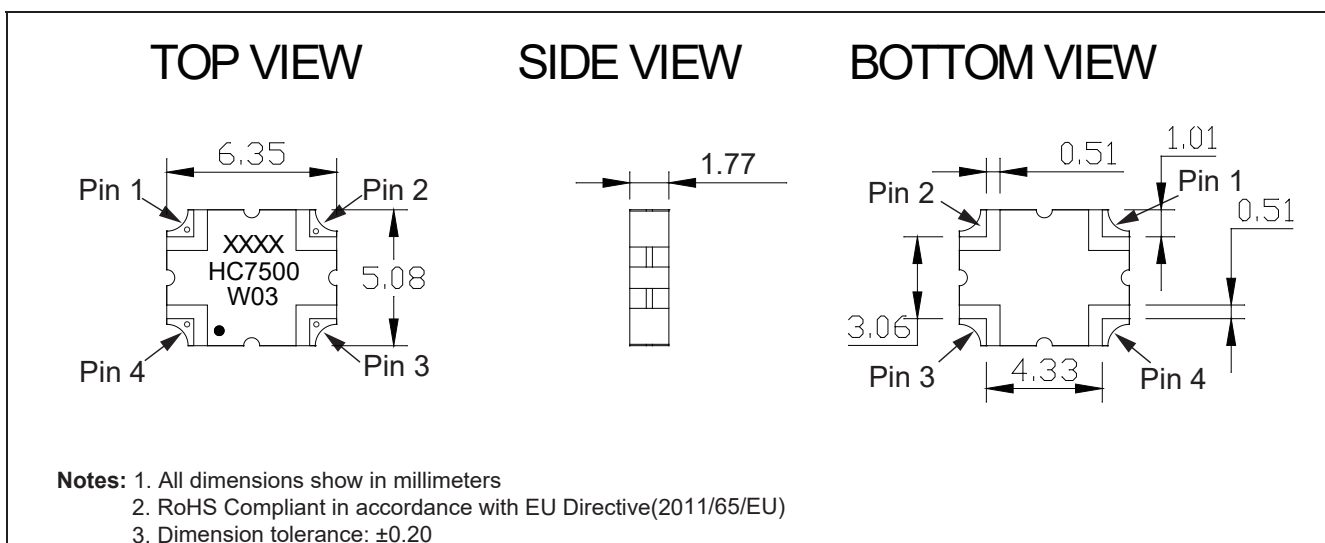 TOP VIEW
SIDE VIEW
BOTTOM VIEW
6.35
Pin 1
Pin 2
XXXX
HC7500
W03
5.08
Pin 4
Pin 3
1.77
0.51
1.01
Pin 2
Pin 1
0.51
3.06
Pin 3
4.33
Pin 4
Notes: 1. All dimensions show in millimeters
2. RoHS Compliant in accordance with EU Directive(2011/65/EU)
3. Dimension tolerance: ±0.20